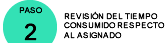 PASO
2
REVISIÓN DEL TIEMPO
CONSUMIDO RESPECTO
AL ASIGNADO